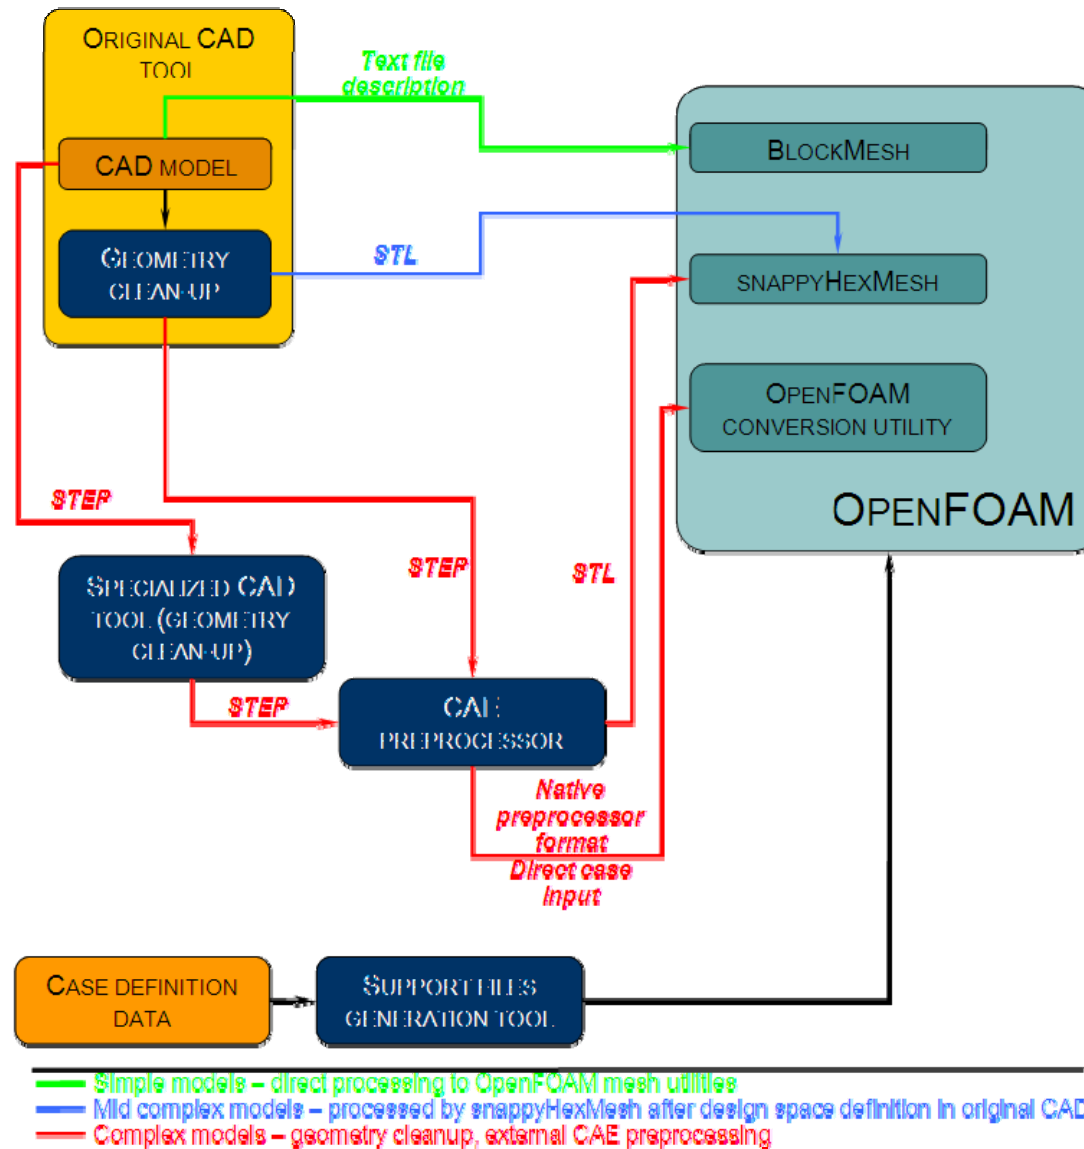 ORIGINAL CAD
TOOL
Text file
description
CAD MODEL
BLOCKMESH
GEOMETRY
CLEAN-UP
STL
SNAPPYHEXMESH
OPENFOAM
CONVERSION UTILITY
OPENFOAM
STEP
SPECIALIZED CAD
TOOL (GEOMETRY
CLEAN-UP)
STEP
STL
STEP
CAE
PREPROCESSOR
Native
preprocessor
format
Direct case
input
CASE DEFINITION
DATA
SUPPORT FILES
GENERATION TOOL
Simple models – direct processing to OpenFOAM mesh utilities
Mid complex models – processed by snappyHexMesh after design space definition in original CAD
Complex models – geometry cleanup, external CAE preprocessing